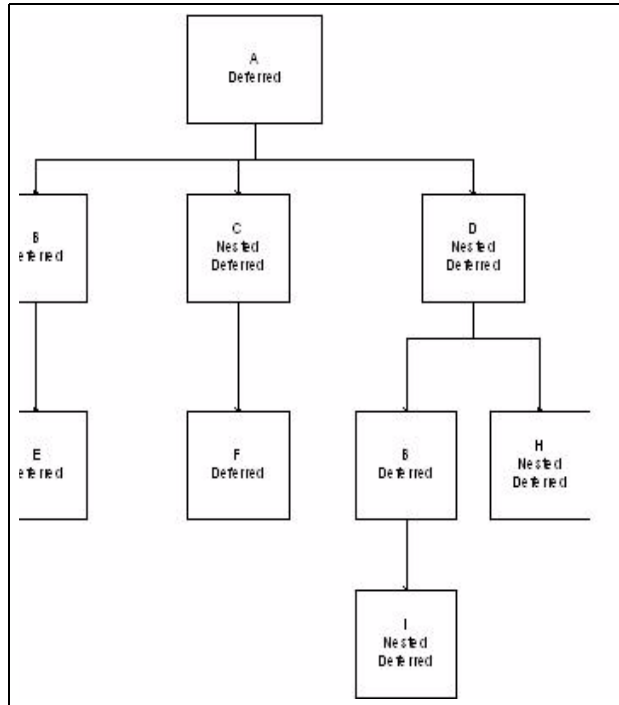 A
Deferred
B
eferred
C
Nested
Deferred
D
Nested
Deferred
E
eferred
F
Deferred
B
Deferred
H
Nested
Deferred
I
Nested
Deferred